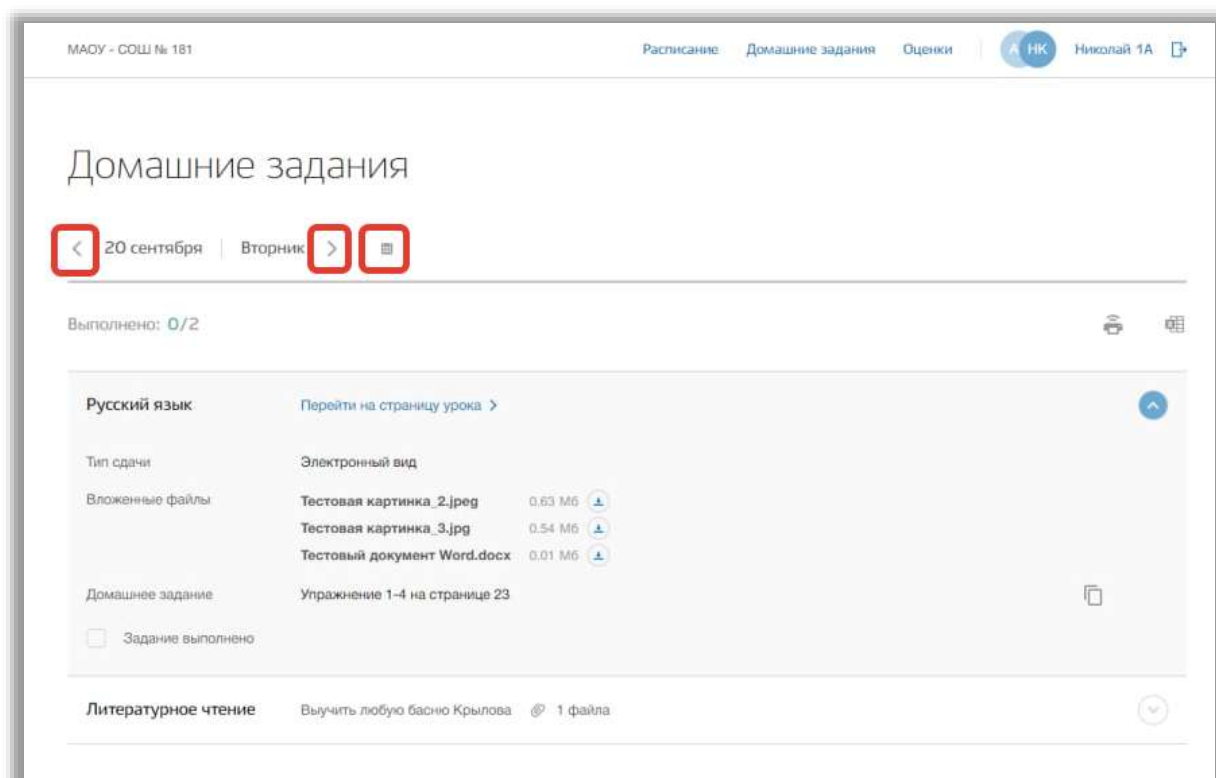 МАОУ - СОШ № 181 Расписание Домашние задания Оценки А НК Николай 1А
Домашние задания
20 сентября Вторник
Выполнено: 0/2
Русский язык Перейти на страницу урока
Тип сдачи Электронный вид
Вложенные файлы Тестовая картинка_2.jpeg 0.63 Мб
Тестовая картинка_3.jpg 0.54 Мб
Тестовый документ Word.docx 0.01 Мб
Домашнее задание Упражнение 1-4 на странице 23
Задание выполнено
Литературное чтение Выучить любую басню Крылова 1 файла